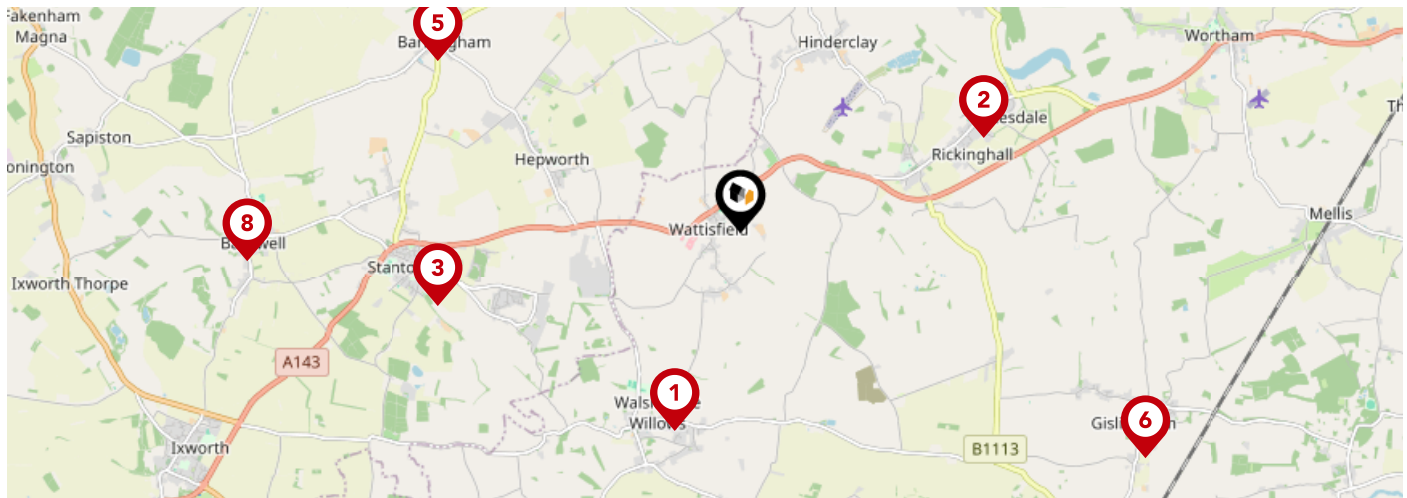 Fakenham
Magna
5
Hinderclay
Wortham
2
Sapiston
Rickinghall
Hepworth
8
Wattisfield
Mellis
3
Ixworth Thorpe
A143
1
6
B1113
Ixworth